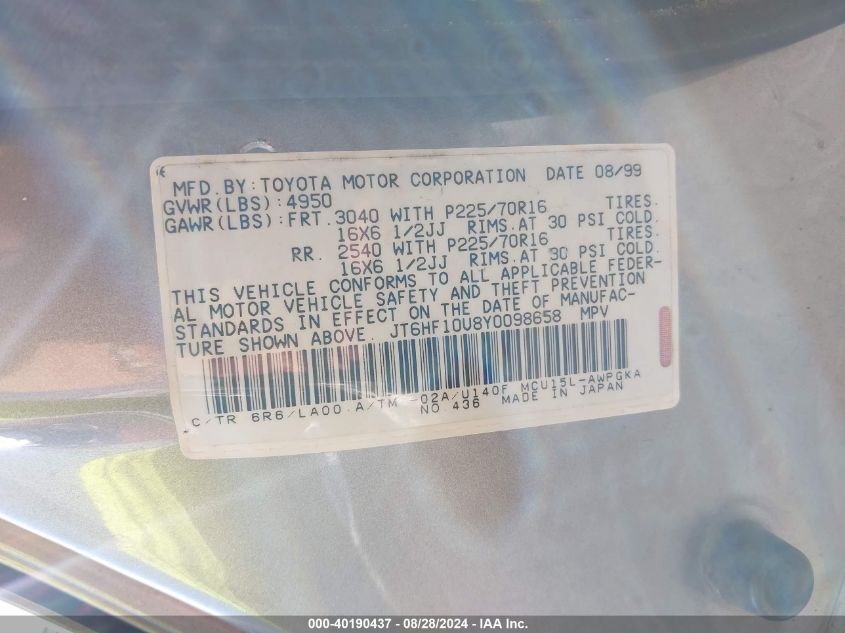 MFD. BY: TOYOTA MOTOR CORPORATION DATE 08/99
GVWR(LBS): 4950
GAWR(LBS): FRT. 3040 WITH P225/70R16 TIRES.
16X6 1/2JJ RIMS.AT 30 PSI COLD.
RR. 2540 WITH P225/70R16 TIRES.
16X6 1/2JJ RIMS.AT 30 PSI COLD.
THIS VEHICLE CONFORMS TO ALL APPLICABLE FEDER-
AL MOTOR VEHICLE SAFETY AND THEFT PREVENTION
STANDARDS IN EFFECT ON THE DATE OF MANUFAC-
TURE SHOWN ABOVE. JT6HF10U8Y0098658 MPV
C/TR 6R6/LA00 A/TM -02A/U140F MCU15L-AWPGKA
NO 436 MADE IN JAPAN
000-40190437 - 08/28/2024 - IAA Inc.